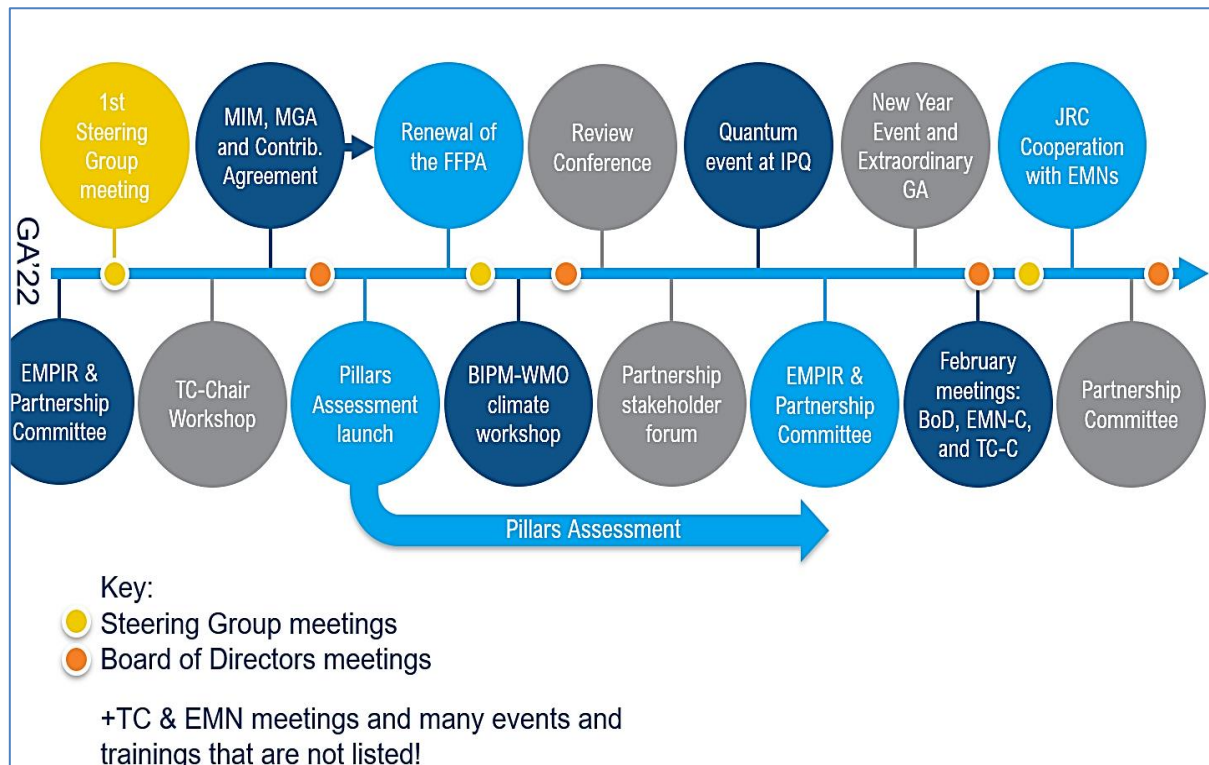 1st
Steering
Group
meeting
MIM, MGA
and Contrib.
Agreement
Renewal of
the FFPA
Review
Conference
Quantum
event at IPQ
New Year
Event and
Extraordinary
GA
JRC
Cooperation
with EMNs
GA'22
EMPIR &
Partnership
Committee
TC-Chair
Workshop
Pillars
Assessment
launch
BIPM-WMO
climate
workshop
Partnership
stakeholder
forum
EMPIR &
Partnership
Committee
February
meetings:
BoD, EMN-C,
and TC-C
Partnership
Committee
Pillars Assessment
Key:
Steering Group meetings
Board of Directors meetings
+TC & EMN meetings and many events and
trainings that are not listed!